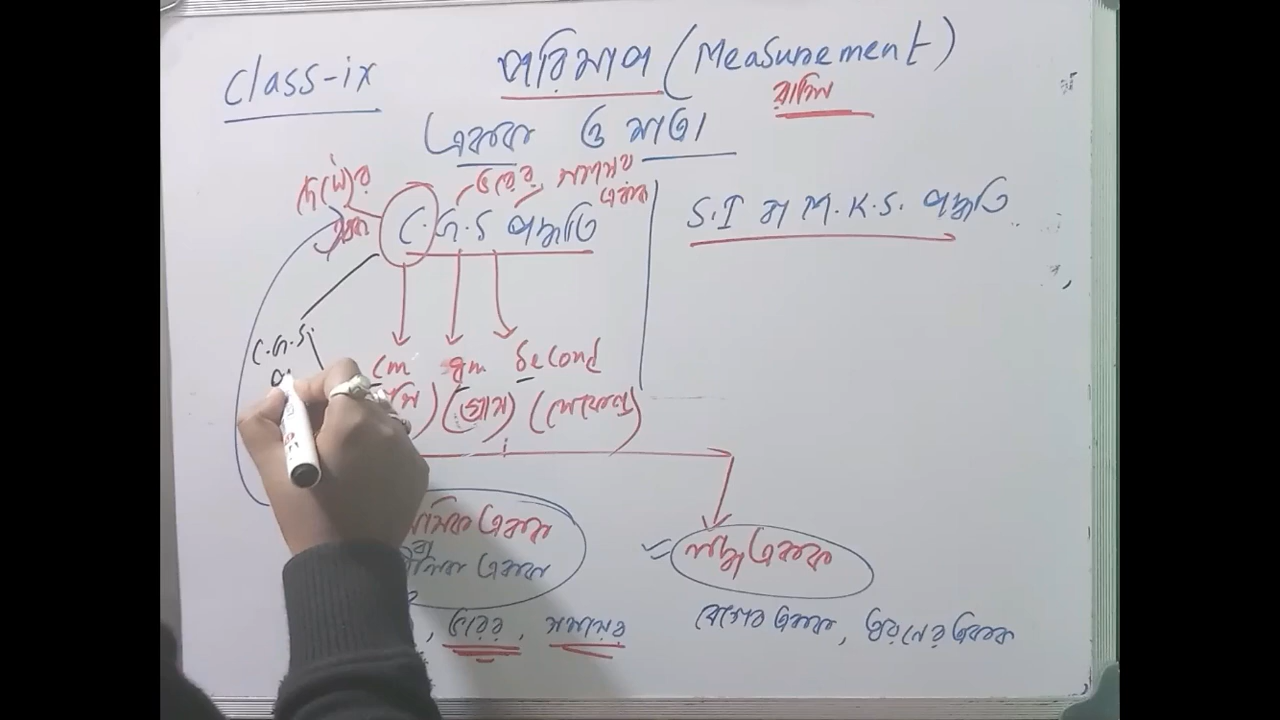 Class-ix
পরিমাপ (Measurement)
রাশি
একক ও মাত্রা
দৈর্ঘ্যের একক
ভরের, সময়ের একক
C.G.S পদ্ধতি
S.I বা M.K.S. পদ্ধতি
C.G.S.
cm gm Second
(গ্রাম) (সেকেন্ড)
একক
বা
একক
লব্ধ একক
, ভরের, সময়ের
বেগের একক, ত্বরণের একক